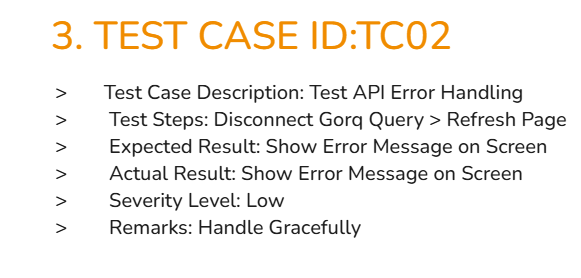 3. TEST CASE ID:TC02
> Test Case Description: Test API Error Handling
> Test Steps: Disconnect Gorq Query > Refresh Page
> Expected Result: Show Error Message on Screen
> Actual Result: Show Error Message on Screen
> Severity Level: Low
> Remarks: Handle Gracefully